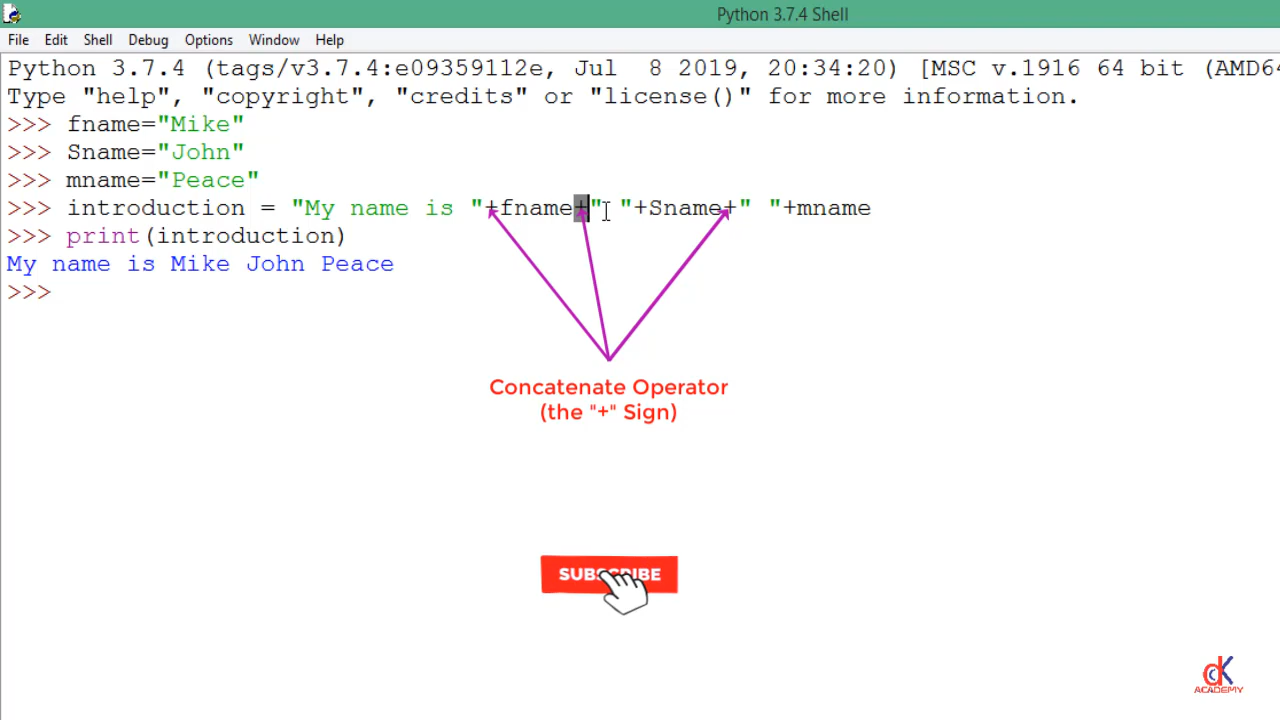 Python 3.7.4 Shell
File Edit Shell Debug Options Window Help
Python 3.7.4 (tags/v3.7.4:e09359112e, Jul  8 2019, 20:34:20) [MSC v.1916 64 bit (AMD64
Type "help", "copyright", "credits" or "license()" for more information.
>>> fname="Mike"
>>> Sname="John"
>>> mname="Peace"
>>> introduction = "My name is "+fname+" "+Sname+" "+mname
>>> print(introduction)
My name is Mike John Peace
>>>
Concatenate Operator
(the "+" Sign)
SUBSCRIBE
dK
ACADEMY